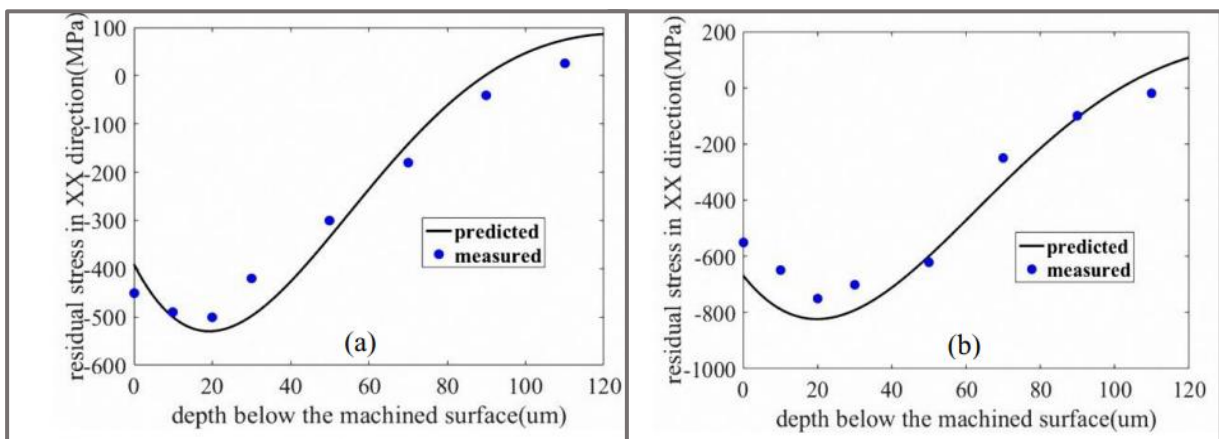 100
0
-100
-200
-300
-400
-500
-600
residual stress in XX direction(MPa)
predicted
measured
(a)
0 20 40 60 80 100 120
depth below the machined surface(um)
200
0
-200
-400
-600
-800
-1000
residual stress in XX direction(MPa)
predicted
measured
(b)
0 20 40 60 80 100 120
depth below the machined surface(um)